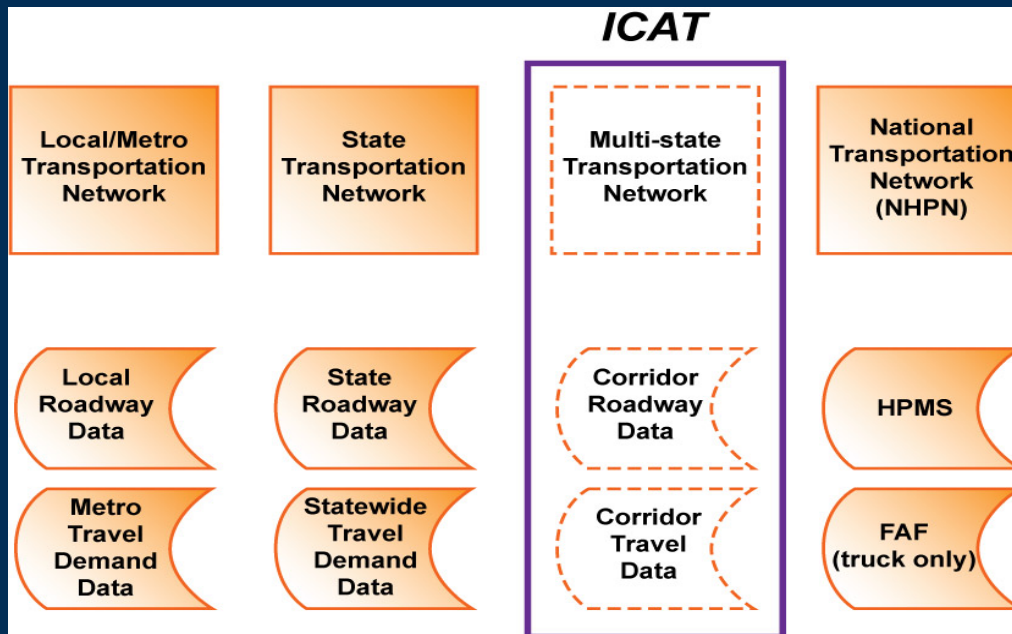 ICAT
Local/Metro
Transportation
Network
State
Transportation
Network
Multi-state
Transportation
Network
National
Transportation
Network
(NHPN)
Local
Roadway
Data
State
Roadway
Data
Corridor
Roadway
Data
HPMS
Metro
Travel
Demand
Data
Statewide
Travel
Demand
Data
Corridor
Travel
Data
FAF
(truck only)